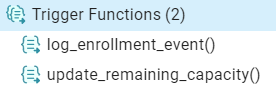 Trigger Functions (2)
log_enrollment_event()
update_remaining_capacity()